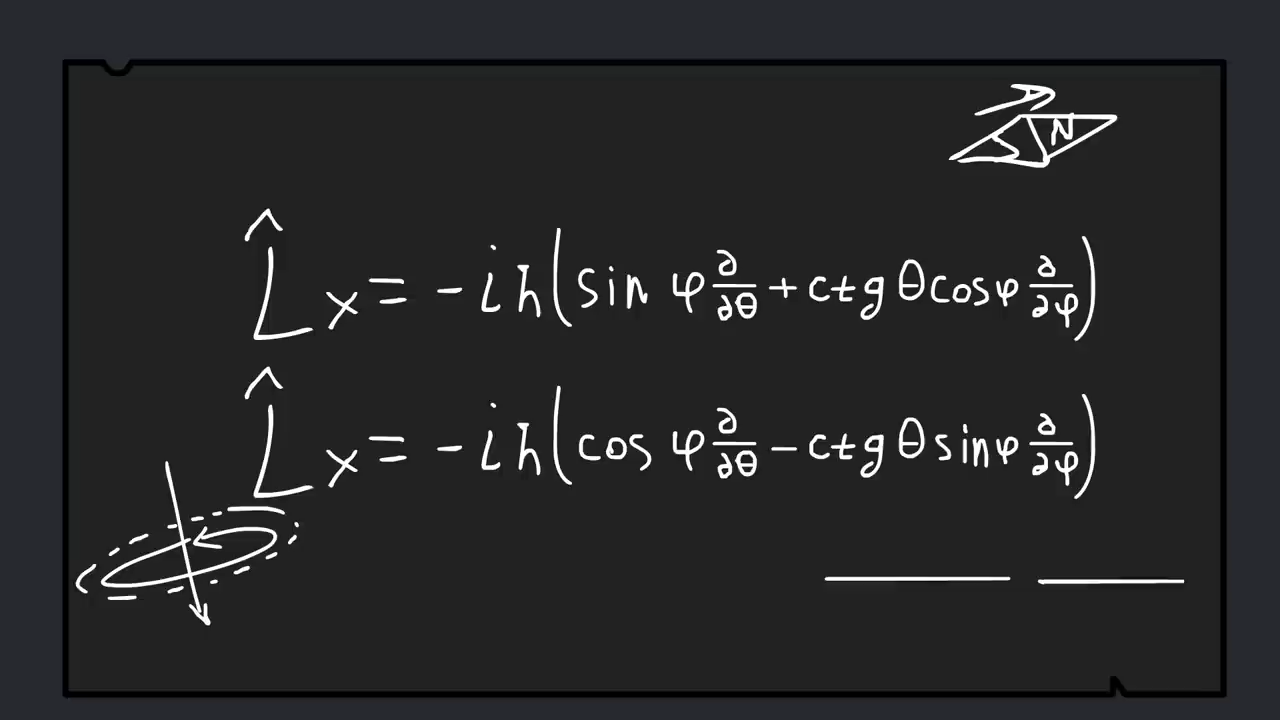 N
L̂x = -iħ(sin φ ∂/∂θ + ctg θ cos φ ∂/∂φ)
L̂x = -iħ(cos φ ∂/∂θ - ctg θ sin φ ∂/∂φ)